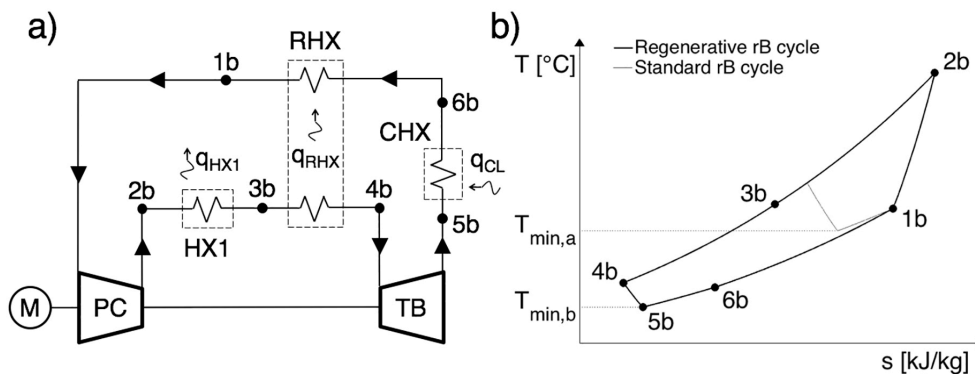 a)
RHX
1b
6b
CHX
qHX1
qRHX
qCL
2b
3b
4b
5b
HX1
M
PC
TB
b)
T [°C]
Regenerative rB cycle
Standard rB cycle
2b
3b
1b
Tmin,a
4b
6b
Tmin,b
5b
s [kJ/kg]